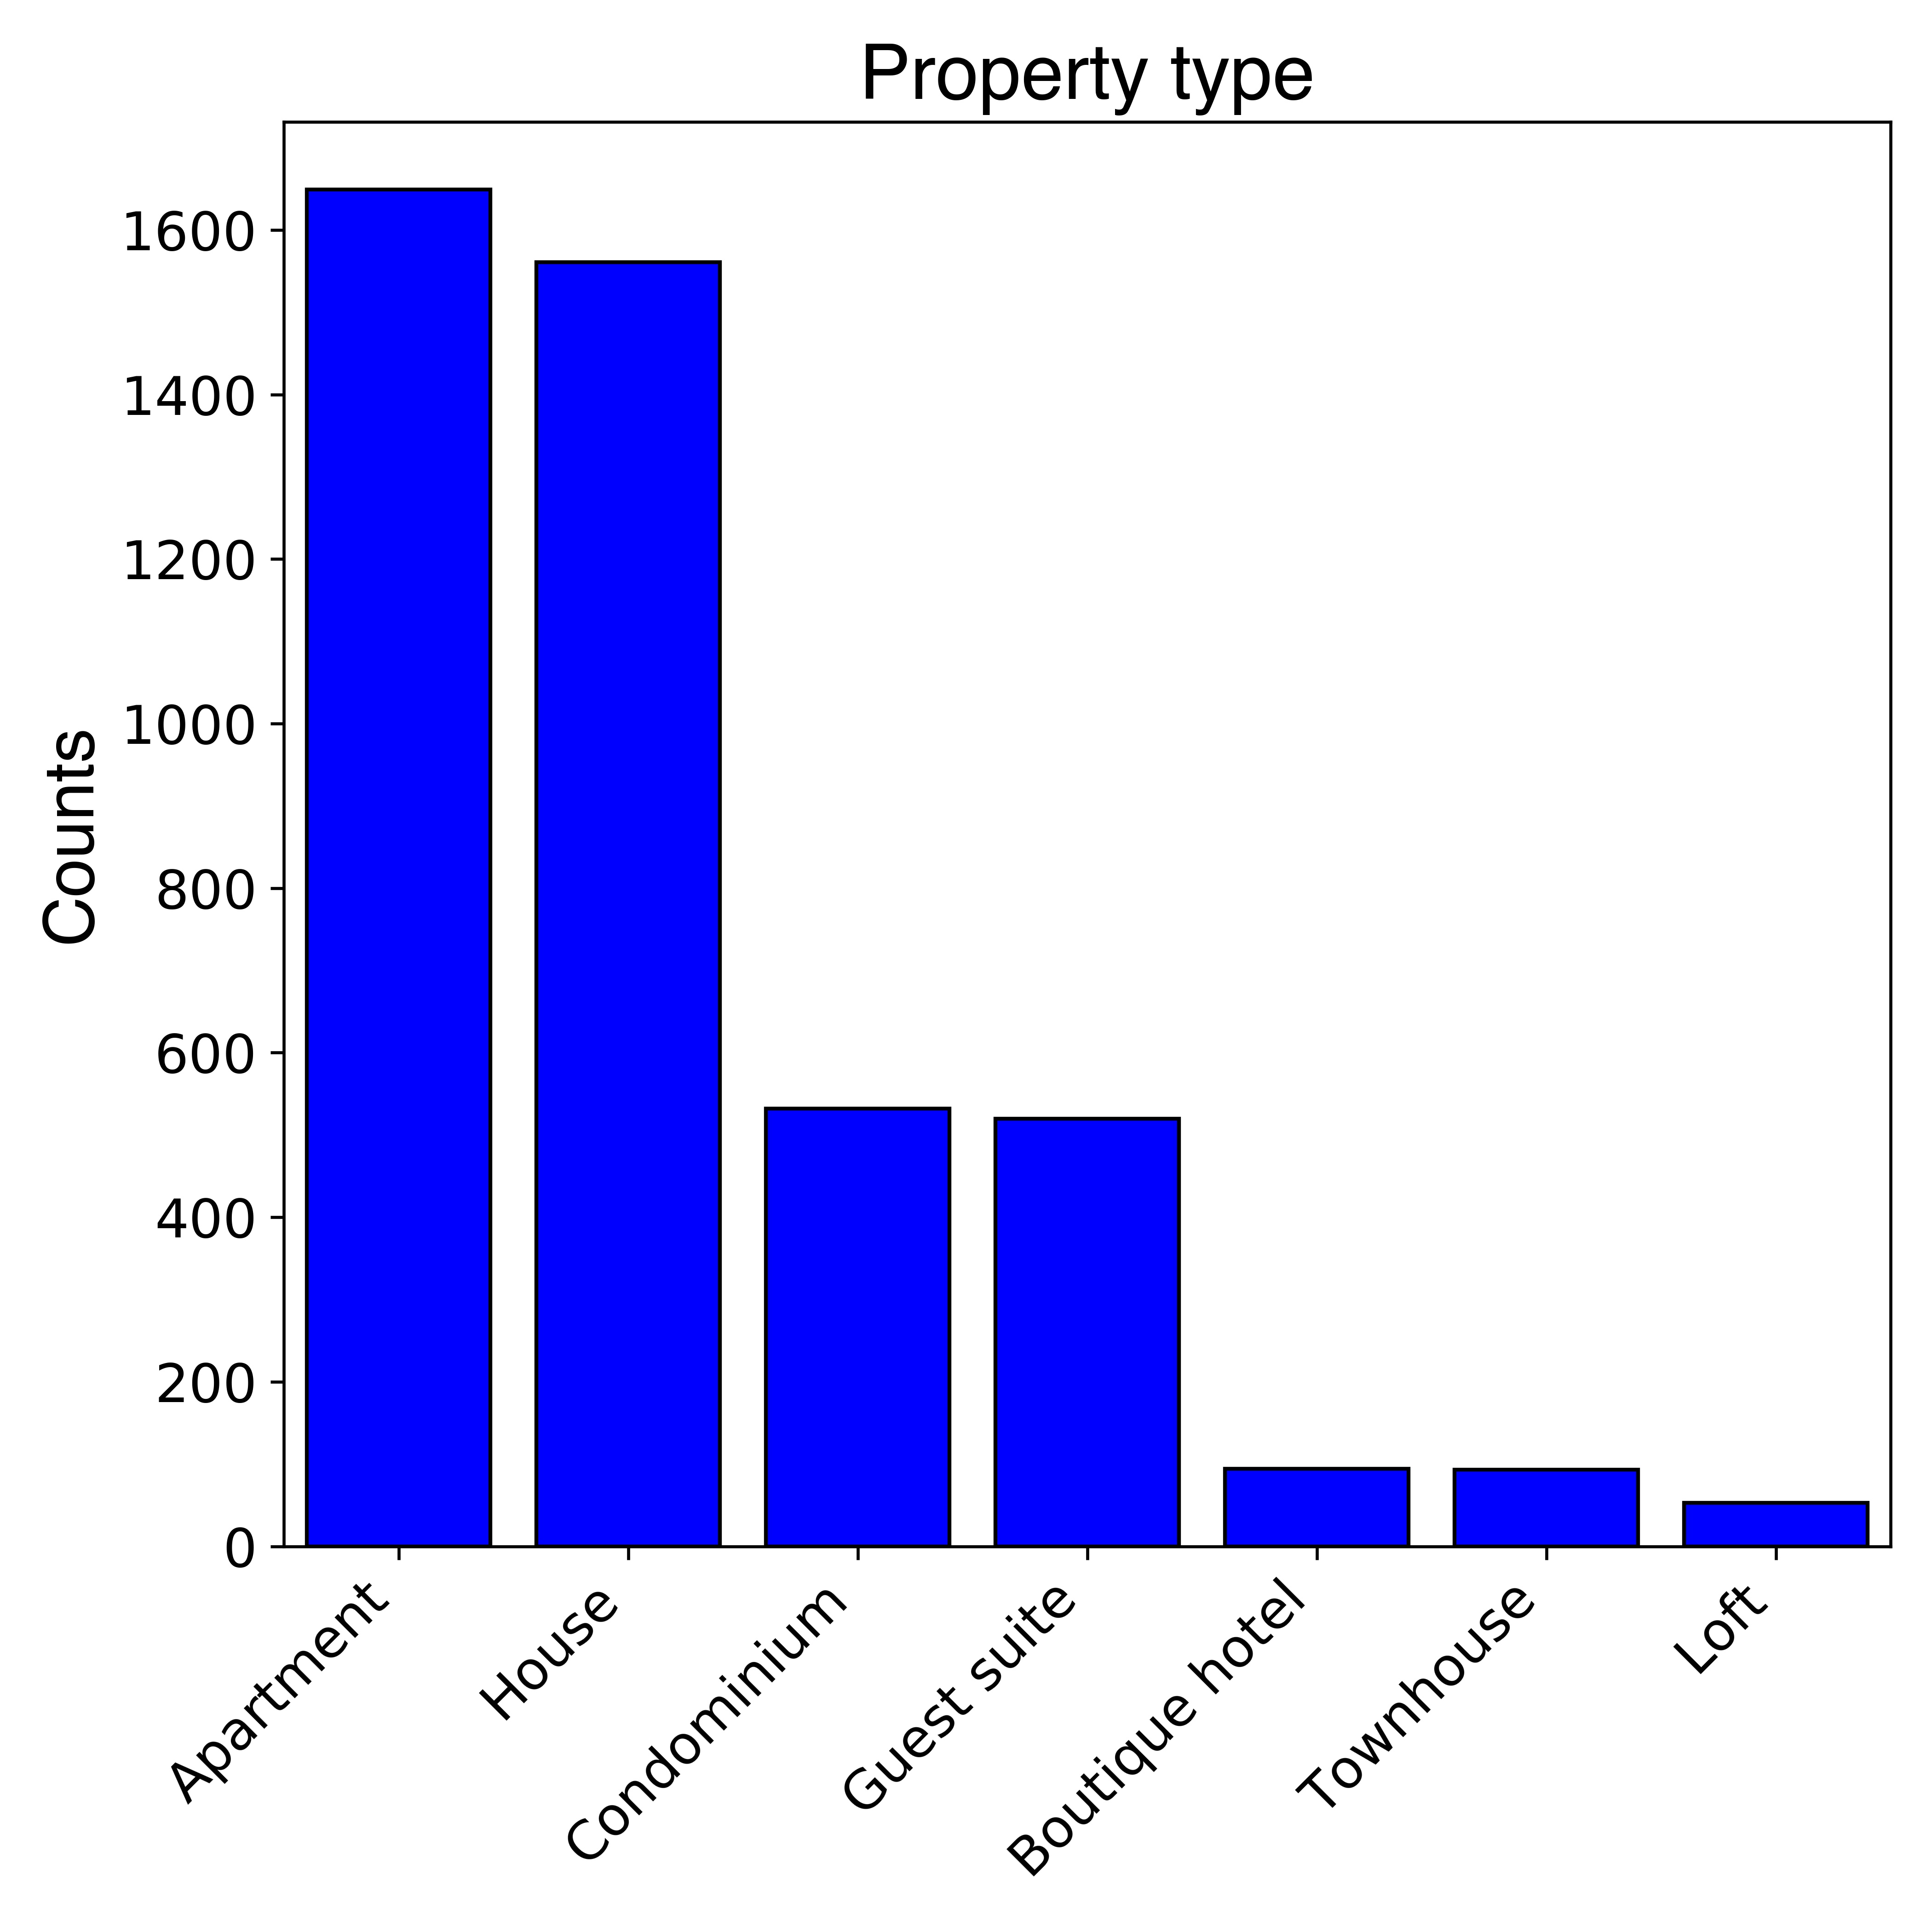 Property type
Counts
1600
1400
1200
1000
800
600
400
200
0
Apartment
House
Condominium
Guest suite
Boutique hotel
Townhouse
Loft